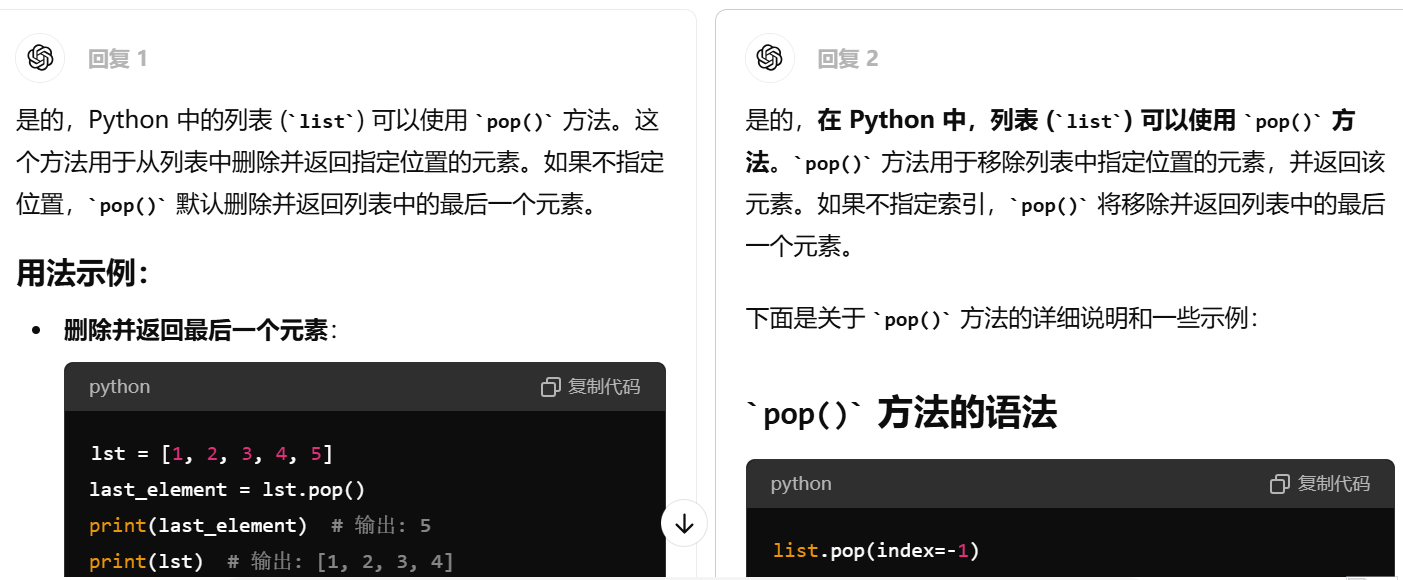 回复 1
是的，Python 中的列表 (`list`) 可以使用 `pop()` 方法。这
个方法用于从列表中删除并返回指定位置的元素。如果不指定
位置，`pop()` 默认删除并返回列表中的最后一个元素。
用法示例：
• 删除并返回最后一个元素：
python 复制代码
lst = [1, 2, 3, 4, 5]
last_element = lst.pop()
print(last_element)  # 输出: 5
print(lst)  # 输出: [1, 2, 3, 4]
回复 2
是的，在 Python 中，列表 (`list`) 可以使用 `pop()` 方
法。`pop()` 方法用于移除列表中指定位置的元素，并返回该
元素。如果不指定索引，`pop()` 将移除并返回列表中的最后
一个元素。
下面是关于 `pop()` 方法的详细说明和一些示例：
`pop()` 方法的语法
python 复制代码
list.pop(index=-1)